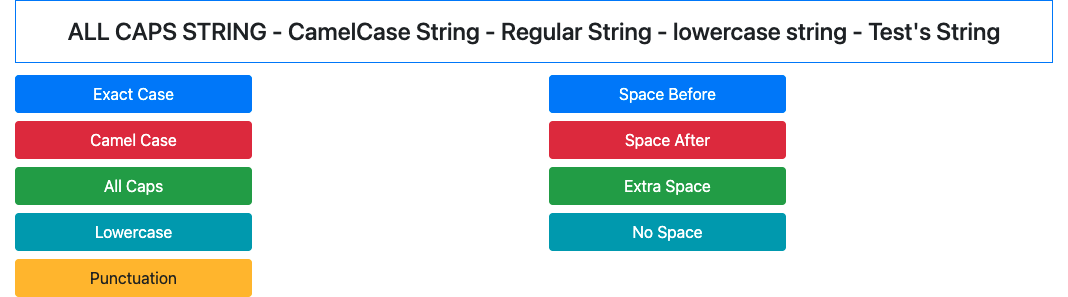 ALL CAPS STRING - CamelCase String - Regular String - lowercase string - Test's String
Exact Case
Camel Case
All Caps
Lowercase
Punctuation
Space Before
Space After
Extra Space
No Space